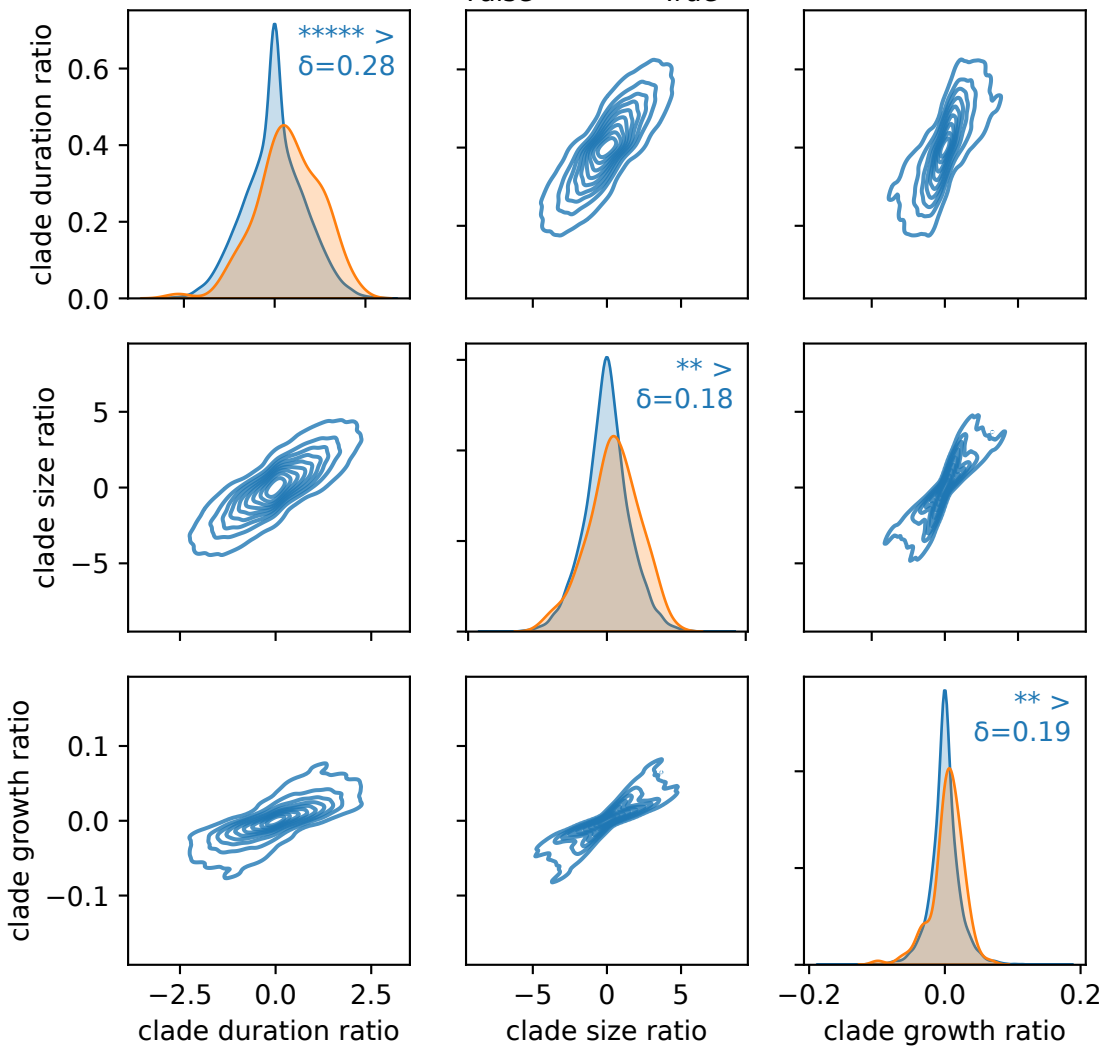 clade duration ratio
0.6
0.4
0.2
0.0
***** >
δ=0.28
clade size ratio
5
0
−5
** >
δ=0.18
clade growth ratio
0.1
0.0
−0.1
** >
δ=0.19
−2.5 0.0 2.5
−5 0 5
−0.2 0.0 0.2
clade duration ratio
clade size ratio
clade growth ratio